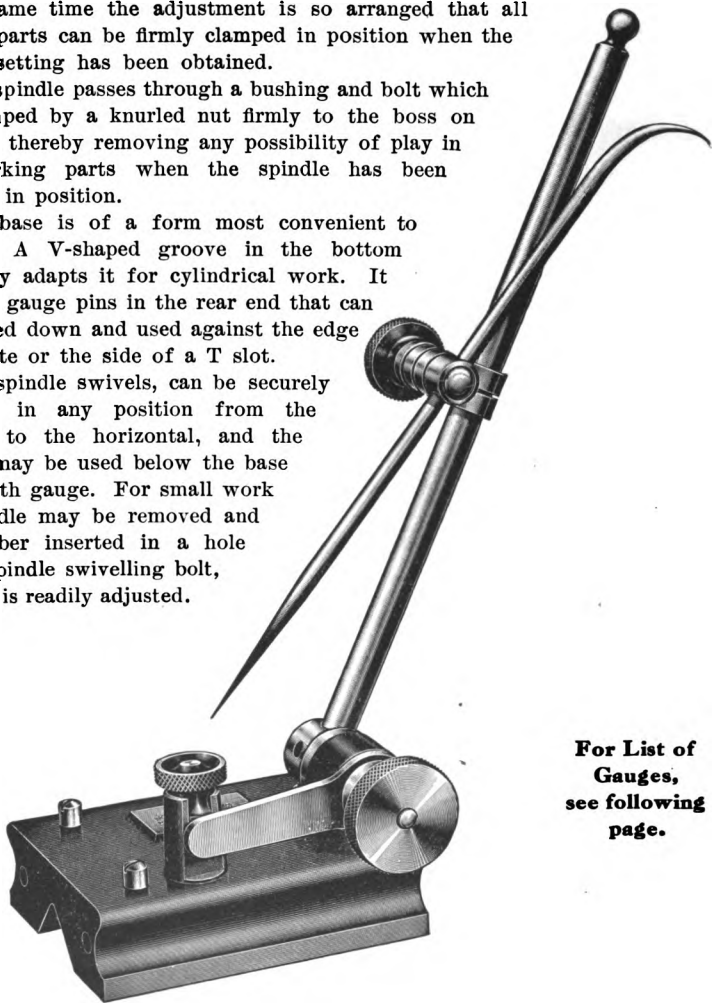 ame time the adjustment is so arranged that all
parts can be firmly clamped in position when the
setting has been obtained.
spindle passes through a bushing and bolt which
ped by a knurled nut firmly to the boss on
thereby removing any possibility of play in
king parts when the spindle has been
in position.
base is of a form most convenient to
A V-shaped groove in the bottom
y adapts it for cylindrical work. It
gauge pins in the rear end that can
ed down and used against the edge
te or the side of a T slot.
spindle swivels, can be securely
in any position from the
to the horizontal, and the
may be used below the base
th gauge. For small work
dle may be removed and
ber inserted in a hole
pindle swivelling bolt,
is readily adjusted.
For List of
Gauges,
see following
page.